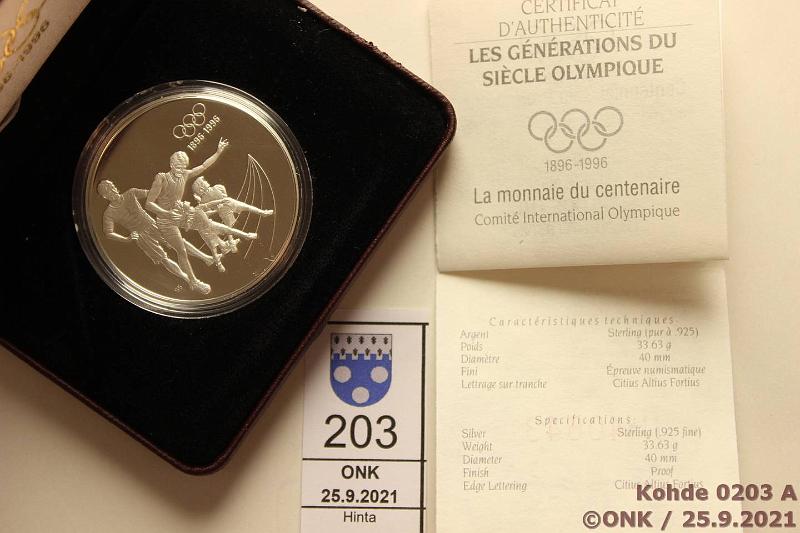 1896-1996
CERTIFICAT
D'AUTHENTICITÉ
LES GÉNÉRATIONS DU
SIÈCLE OLYMPIQUE
1896-1996
La monnaie du centenaire
Comité International Olympique
Caractéristiques techniques
Argent Sterling (pur à .925)
Poids 33.63 g
Diamètre 40 mm
Fini Épreuve numismatique
Lettrage sur tranche Citius Altius Fortius
Specifications:
Silver Sterling (.925 fine)
Weight 33.63 g
Diameter 40 mm
Finish Proof
Edge Lettering Citius Altius Fortius
203
ONK
25.9.2021
Hinta
Kohde 0203 A
©ONK / 25.9.2021